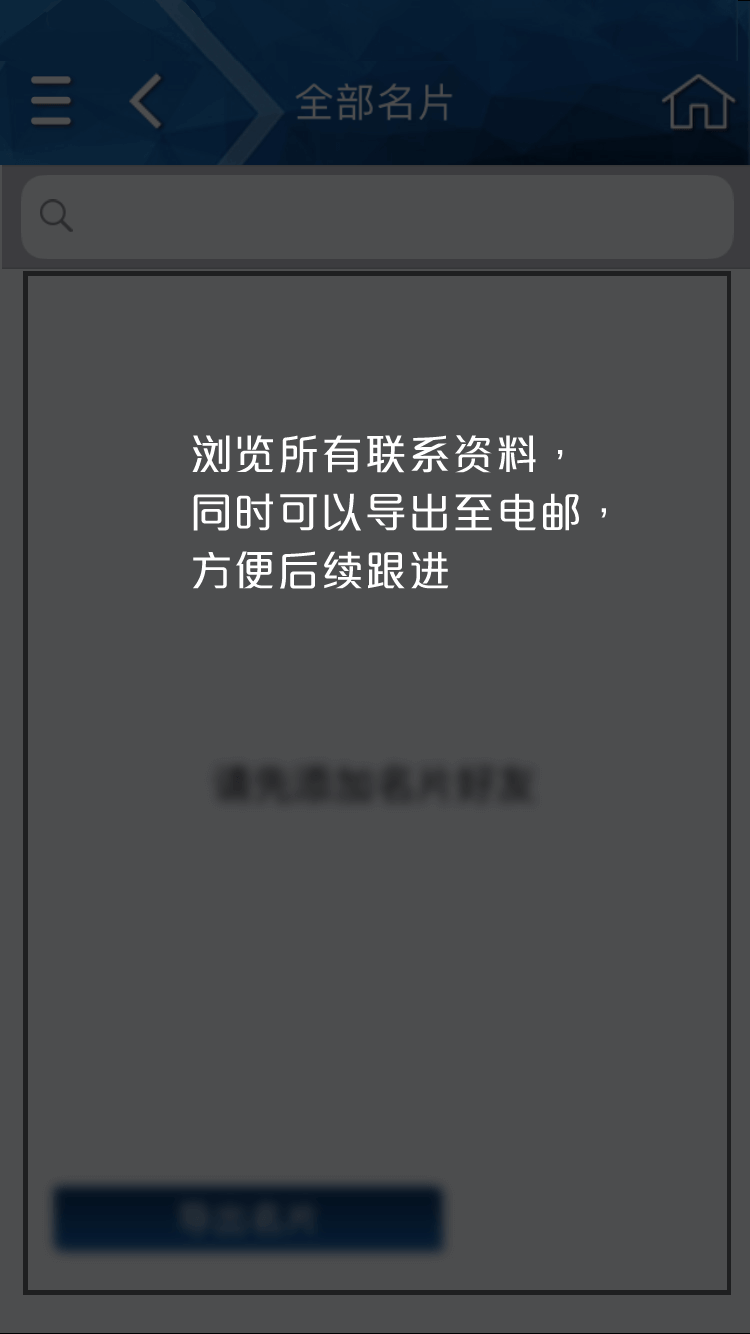 全部名片
浏览所有联系资料，
同时可以导出至电邮，
方便后续跟进
请先添加名片好友
导出名片